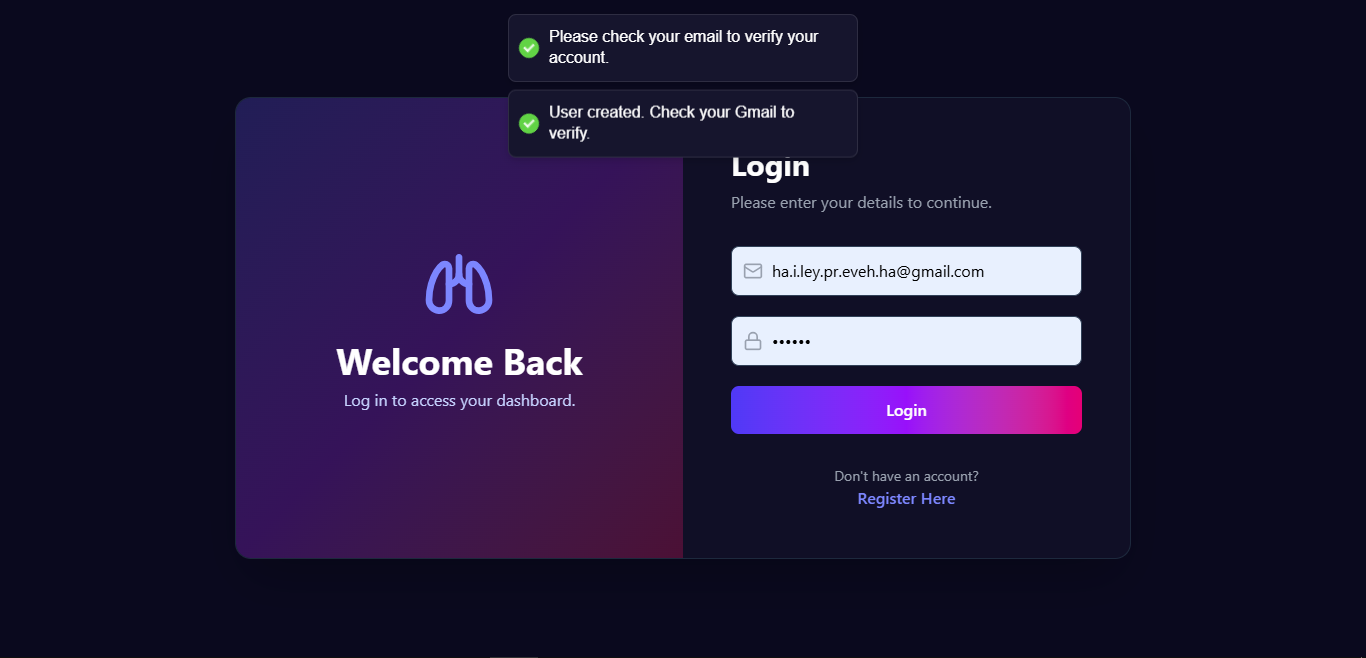 Please check your email to verify your
account.
User created. Check your Gmail to
verify.
Login
Please enter your details to continue.
ha.i.ley.pr.eveh.ha@gmail.com
••••••
Login
Don't have an account?
Register Here
Welcome Back
Log in to access your dashboard.